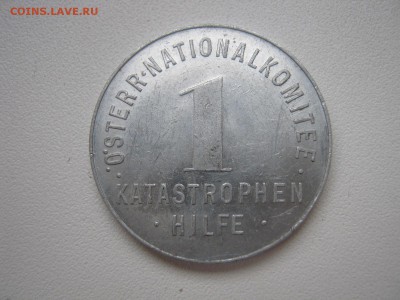 COINS.LAVE.RU
ÖSTERR·NATIONALKOMITEE
1
KATASTROPHEN
· HILFE ·